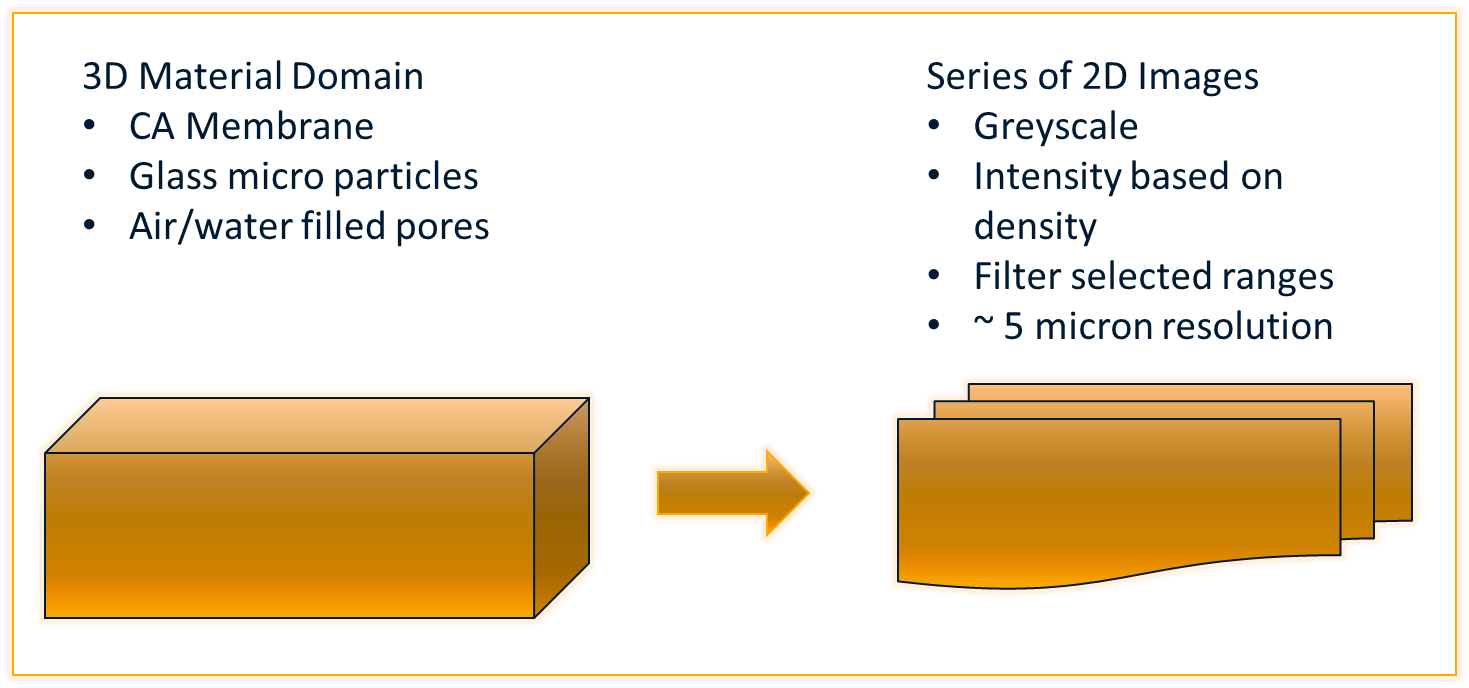 3D Material Domain
• CA Membrane
• Glass micro particles
• Air/water filled pores
Series of 2D Images
• Greyscale
• Intensity based on
density
• Filter selected ranges
• ~ 5 micron resolution